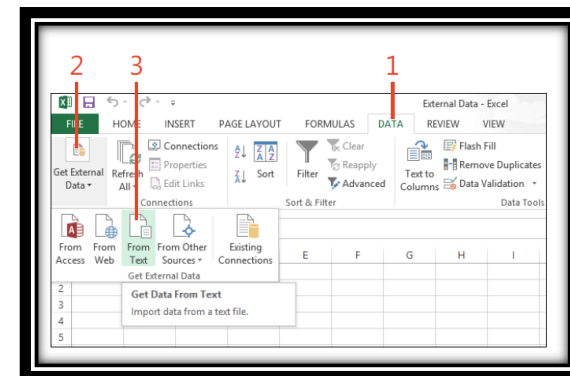 2 3 1
External Data - Excel
FILE HOME INSERT PAGE LAYOUT FORMULAS DATA REVIEW VIEW
Get External Data
Refresh All
Connections
Properties
Edit Links
Connections
A Z
Z A
Z A
A Z
Sort
Filter
Clear
Reapply
Advanced
Sort & Filter
Text to Columns
Flash Fill
Remove Duplicates
Data Validation
Data Tools
From Access
From Web
From Text
From Other Sources
Existing Connections
Get External Data
E F G H I
Get Data From Text
Import data from a text file.
2
3
4
5